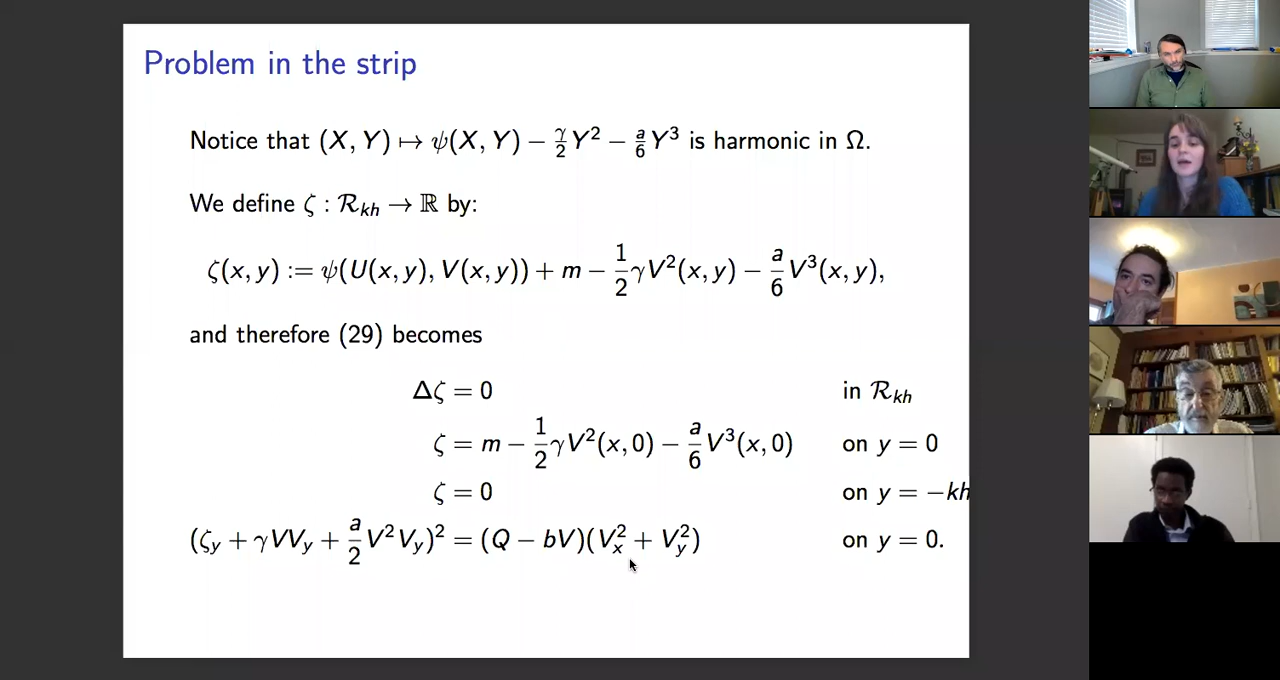 Problem in the strip
Notice that (X, Y) ↦ ψ(X, Y) − γ/2 Y² − a/6 Y³ is harmonic in Ω.
We define ζ : ℛ_kh → ℝ by:
ζ(x, y) := ψ(U(x, y), V(x, y)) + m − 1/2 γV²(x, y) − a/6 V³(x, y),
and therefore (29) becomes
Δζ = 0 in ℛ_kh
ζ = m − 1/2 γV²(x, 0) − a/6 V³(x, 0) on y = 0
ζ = 0 on y = −kh
(ζ_y + γVV_y + a/2 V²V_y)² = (Q − bV)(V_x² + V_y²) on y = 0.